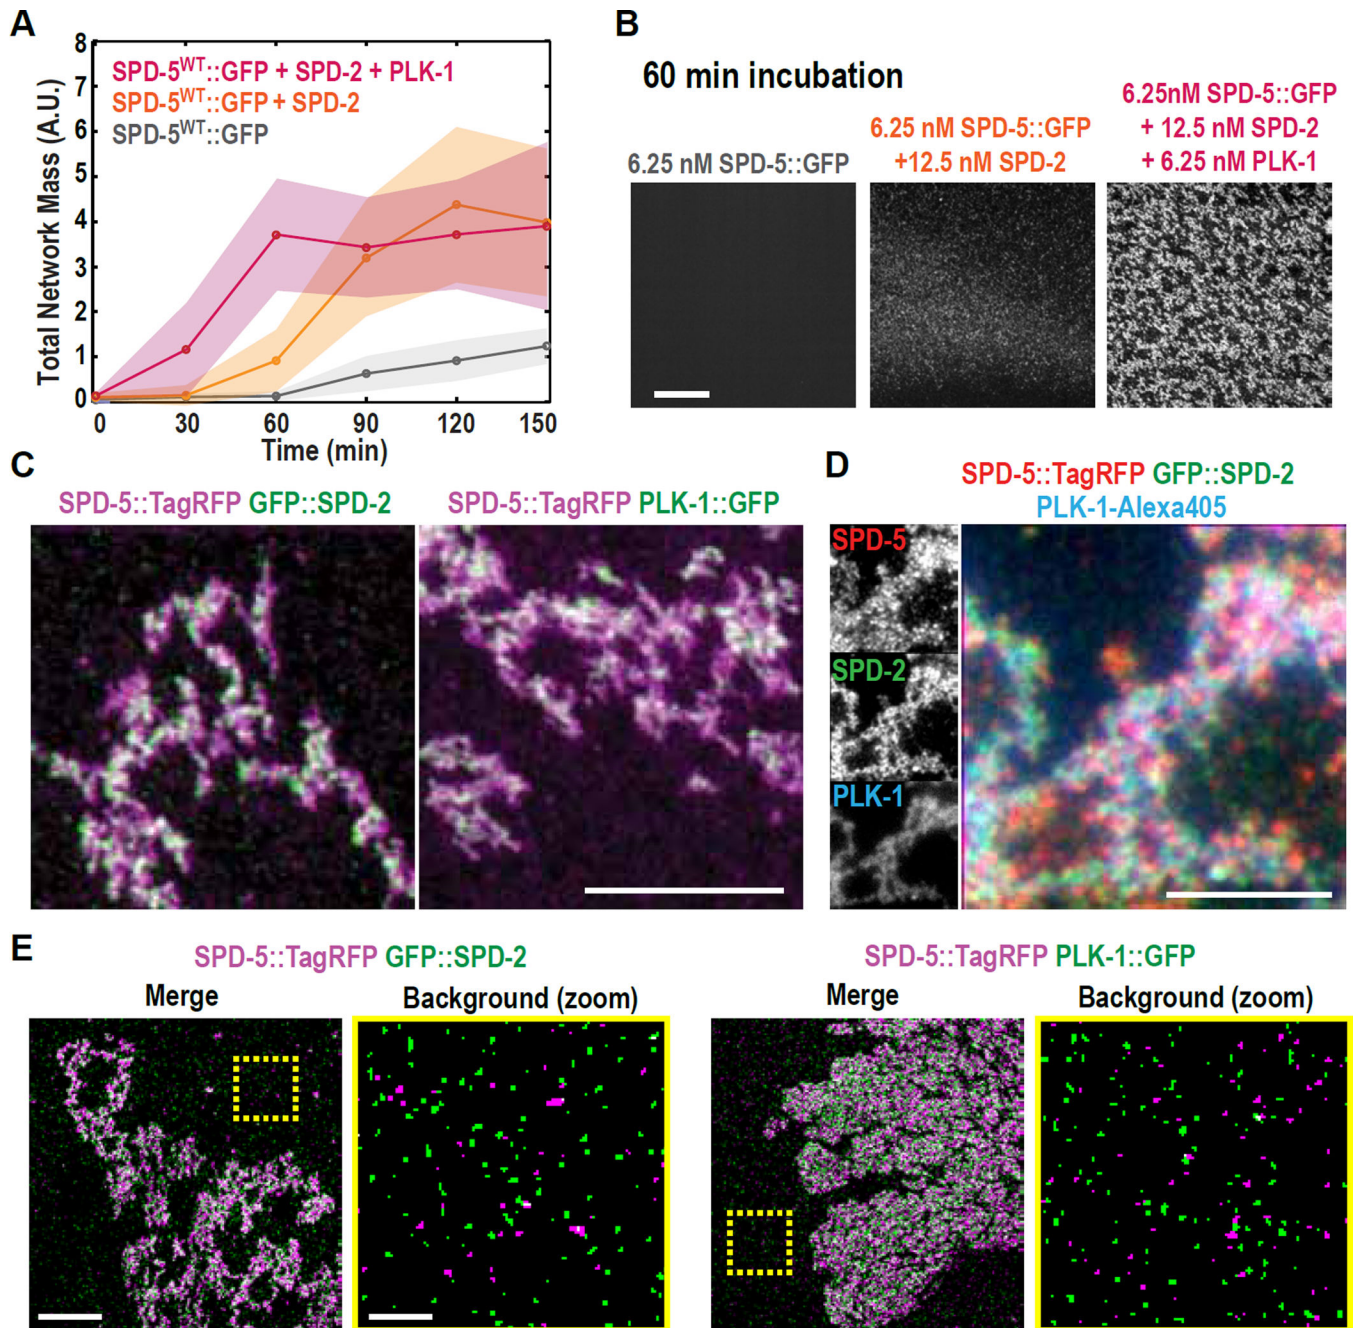 A
Total Network Mass (A.U.)
8
7
6
5
4
3
2
1
0
SPD-5WT::GFP + SPD-2 + PLK-1
SPD-5WT::GFP + SPD-2
SPD-5WT::GFP
0 30 60 90 120 150
Time (min)
B
60 min incubation
6.25 nM SPD-5::GFP
6.25 nM SPD-5::GFP
+12.5 nM SPD-2
6.25nM SPD-5::GFP
+ 12.5 nM SPD-2
+ 6.25 nM PLK-1
C
SPD-5::TagRFP GFP::SPD-2
SPD-5::TagRFP PLK-1::GFP
D
SPD-5::TagRFP GFP::SPD-2
PLK-1-Alexa405
SPD-5
SPD-2
PLK-1
E
SPD-5::TagRFP GFP::SPD-2
Merge
Background (zoom)
SPD-5::TagRFP PLK-1::GFP
Merge
Background (zoom)